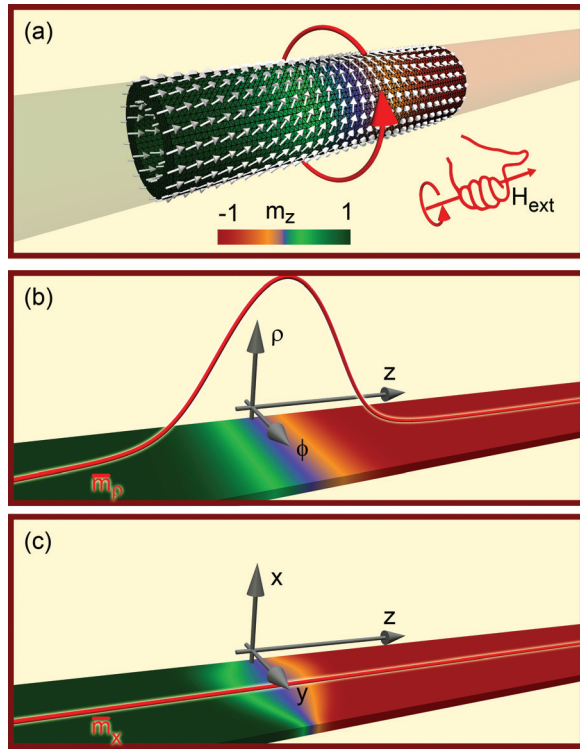 (a)
H_ext
-1 m_z 1
(b)
ρ
z
ϕ
m̅_ρ
(c)
x
z
y
m̅_x